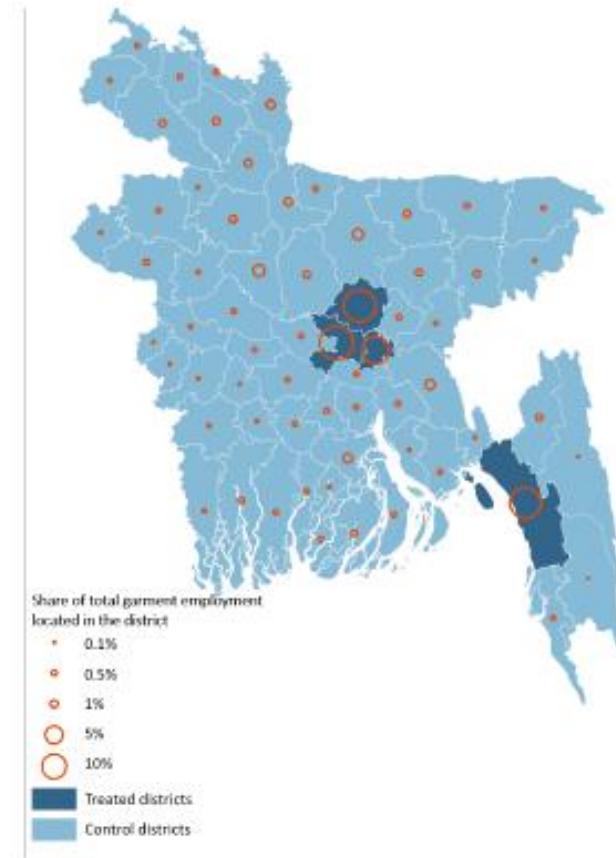 Share of total garment employment
located in the district
0.1%
0.5%
1%
5%
10%
Treated districts
Control districts